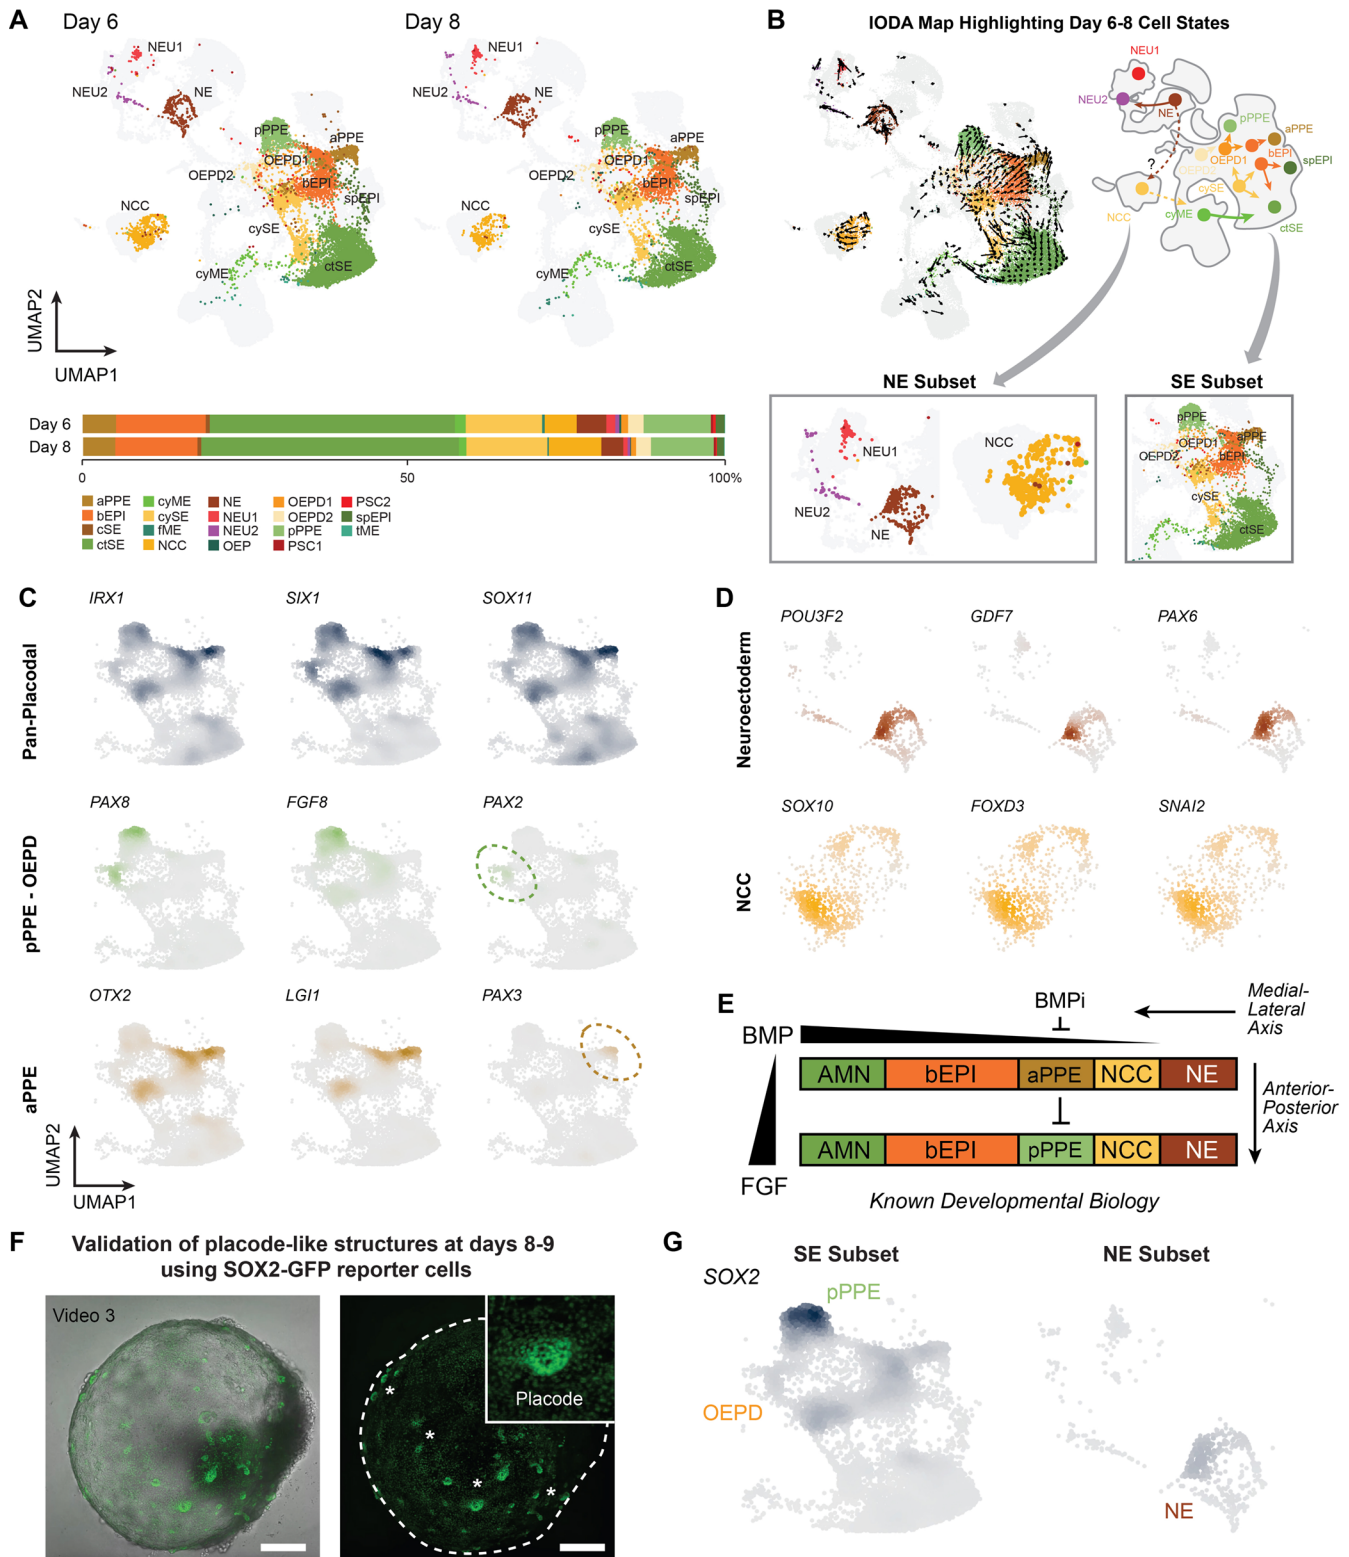 A
Day 6
Day 8
NEU1
NEU2
NE
pPPE
aPPE
OEPD1
OEPD2
bEPI
spEPI
NCC
cySE
cyME
ctSE
NEU1
NEU2
NE
pPPE
aPPE
OEPD1
OEPD2
bEPI
spEPI
NCC
cySE
cyME
ctSE
UMAP2
UMAP1
Day 6
Day 8
0
50
100%
aPPE
cyME
NE
OEPD1
PSC2
bEPI
cySE
NEU1
OEPD2
spEPI
cSE
fME
NEU2
pPPE
tME
ctSE
NCC
OEP
PSC1
B
IODA Map Highlighting Day 6-8 Cell States
NEU1
NEU2
NE
pPPE
aPPE
OEPD1
OEPD2
bEPI
spEPI
?
cySE
NCC
cyME
ctSE
NE Subset
SE Subset
NEU1
NEU2
NE
NCC
pPPE
OEPD1
aPPE
OEPD2
bEPI
cySE
ctSE
C
IRX1
SIX1
SOX11
Pan-Placodal
PAX8
FGF8
PAX2
pPPE - OEPD
OTX2
LGI1
PAX3
aPPE
UMAP2
UMAP1
D
POU3F2
GDF7
PAX6
Neuroectoderm
SOX10
FOXD3
SNAI2
NCC
E
BMPi
Medial-
Lateral
Axis
BMP
AMN
bEPI
aPPE
NCC
NE
Anterior-
Posterior
Axis
AMN
bEPI
pPPE
NCC
NE
FGF
Known Developmental Biology
F
Validation of placode-like structures at days 8-9
using SOX2-GFP reporter cells
Video 3
Placode
*
*
*
*
G
SE Subset
NE Subset
SOX2
pPPE
OEPD
NE